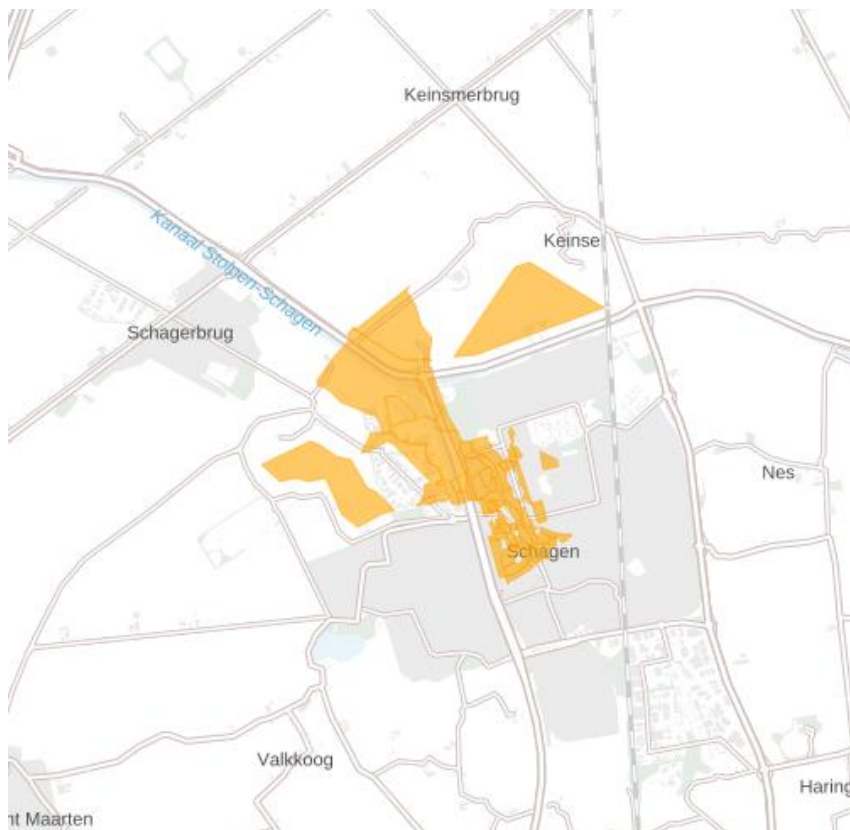 Keinsmerbrug
Kanaal Stolpen-Schagen
Keinse
Schagerbrug
Nes
Schagen
Valkkoog
Haring
nt Maarten